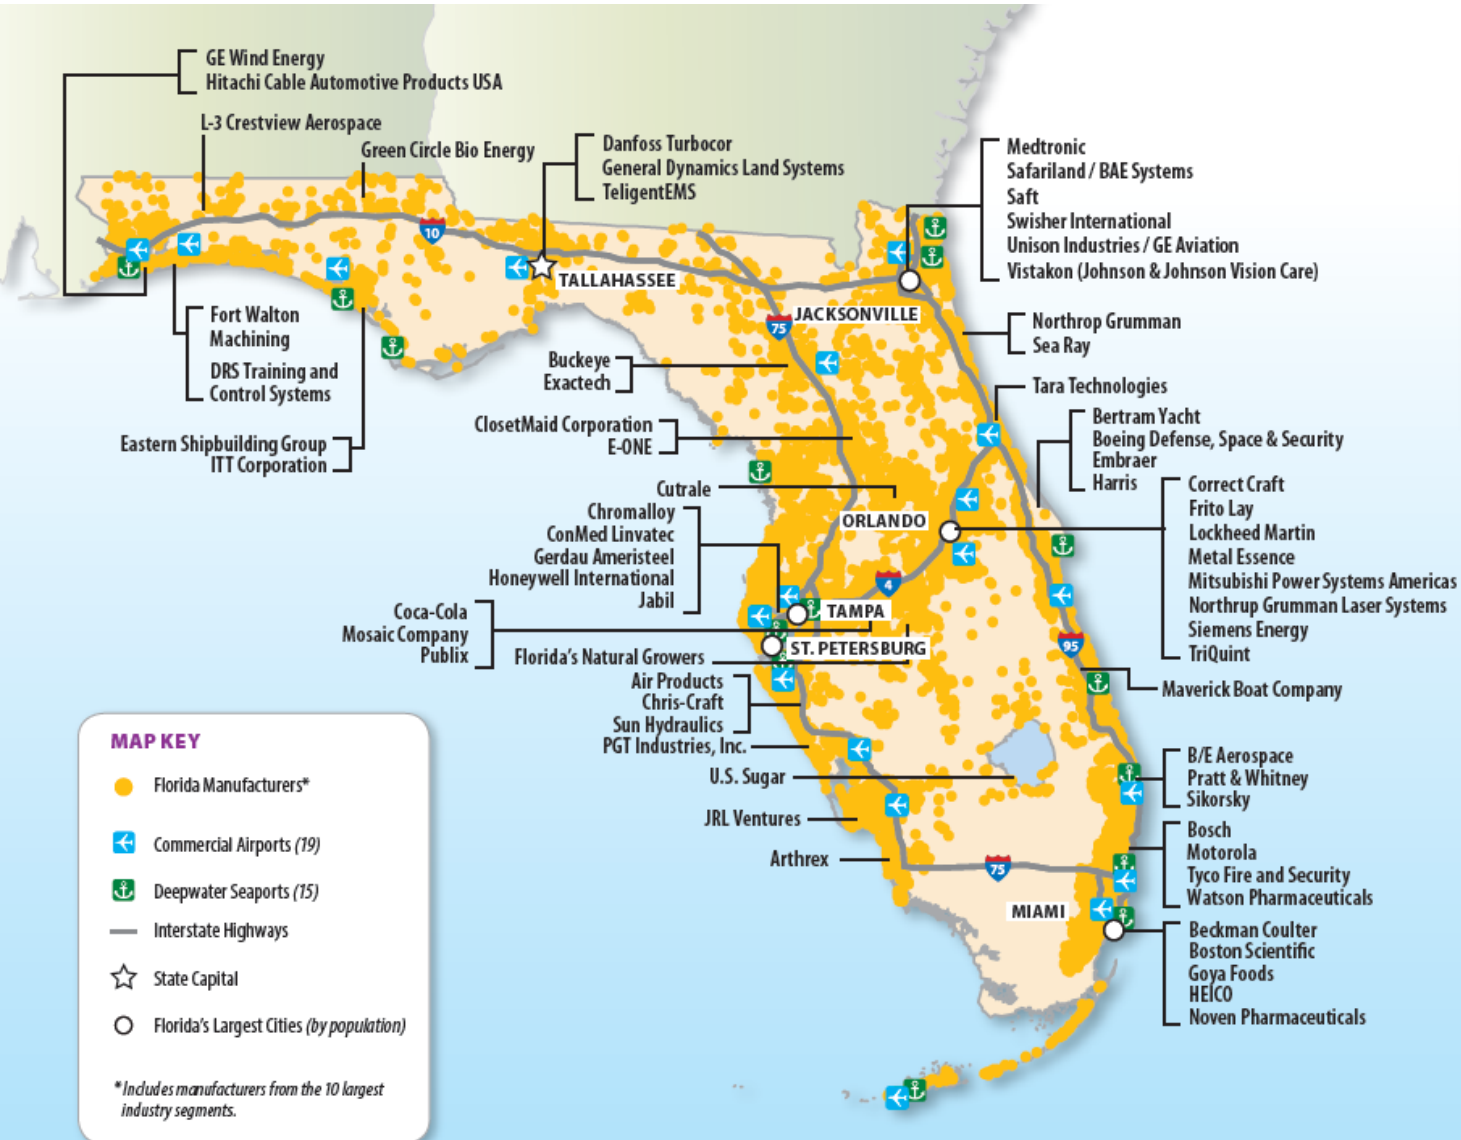 GE Wind Energy
Hitachi Cable Automotive Products USA
L-3 Crestview Aerospace
Green Circle Bio Energy
Danfoss Turbocor
General Dynamics Land Systems
TeligentEMS
Medtronic
Safariland / BAE Systems
Saft
Swisher International
Unison Industries / GE Aviation
Vistakon (Johnson & Johnson Vision Care)
10
TALLAHASSEE
JACKSONVILLE
75
Fort Walton
Machining
DRS Training and
Control Systems
Northrop Grumman
Sea Ray
Buckeye
Exactech
Tara Technologies
ClosetMaid Corporation
E-ONE
Bertram Yacht
Boeing Defense, Space & Security
Embraer
Harris
Eastern Shipbuilding Group
ITT Corporation
Cutrale
Chromalloy
ConMed Linvatec
Gerdau Ameristeel
Honeywell International
Jabil
ORLANDO
Correct Craft
Frito Lay
Lockheed Martin
Metal Essence
Mitsubishi Power Systems Americas
Northrup Grumman Laser Systems
Siemens Energy
TriQuint
4
Coca-Cola
Mosaic Company
Publix
TAMPA
ST. PETERSBURG
95
Florida's Natural Growers
Air Products
Chris-Craft
Sun Hydraulics
PGT Industries, Inc.
Maverick Boat Company
U.S. Sugar
B/E Aerospace
Pratt & Whitney
Sikorsky
JRL Ventures
Bosch
Motorola
Tyco Fire and Security
Watson Pharmaceuticals
Arthrex
75
MIAMI
Beckman Coulter
Boston Scientific
Goya Foods
HEICO
Noven Pharmaceuticals
MAP KEY
Florida Manufacturers*
Commercial Airports (19)
Deepwater Seaports (15)
Interstate Highways
State Capital
Florida's Largest Cities (by population)
*Includes manufacturers from the 10 largest
industry segments.